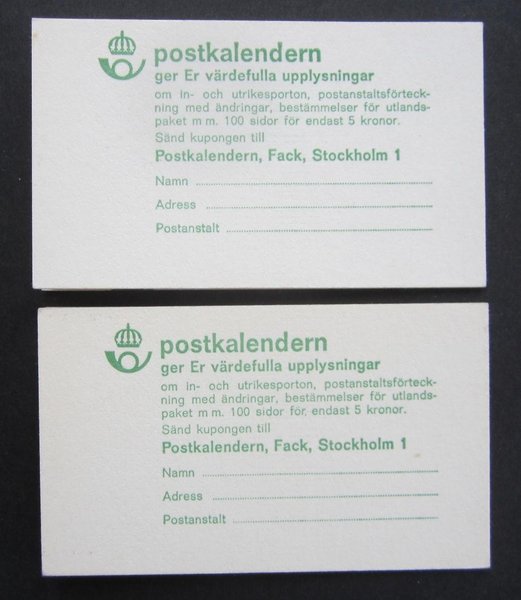 postkalendern
ger Er värdefulla upplysningar
om in- och utrikesporton, postanstaltsförteck-
ning med ändringar, bestämmelser för utlands-
paket m m. 100 sidor för endast 5 kronor.
Sänd kupongen till
Postkalendern, Fack, Stockholm 1
Namn
Adress
Postanstalt
postkalendern
ger Er värdefulla upplysningar
om in- och utrikesporton, postanstaltsförteck-
ning med ändringar, bestämmelser för utlands-
paket m m. 100 sidor för endast 5 kronor.
Sänd kupongen till
Postkalendern, Fack, Stockholm 1
Namn
Adress
Postanstalt